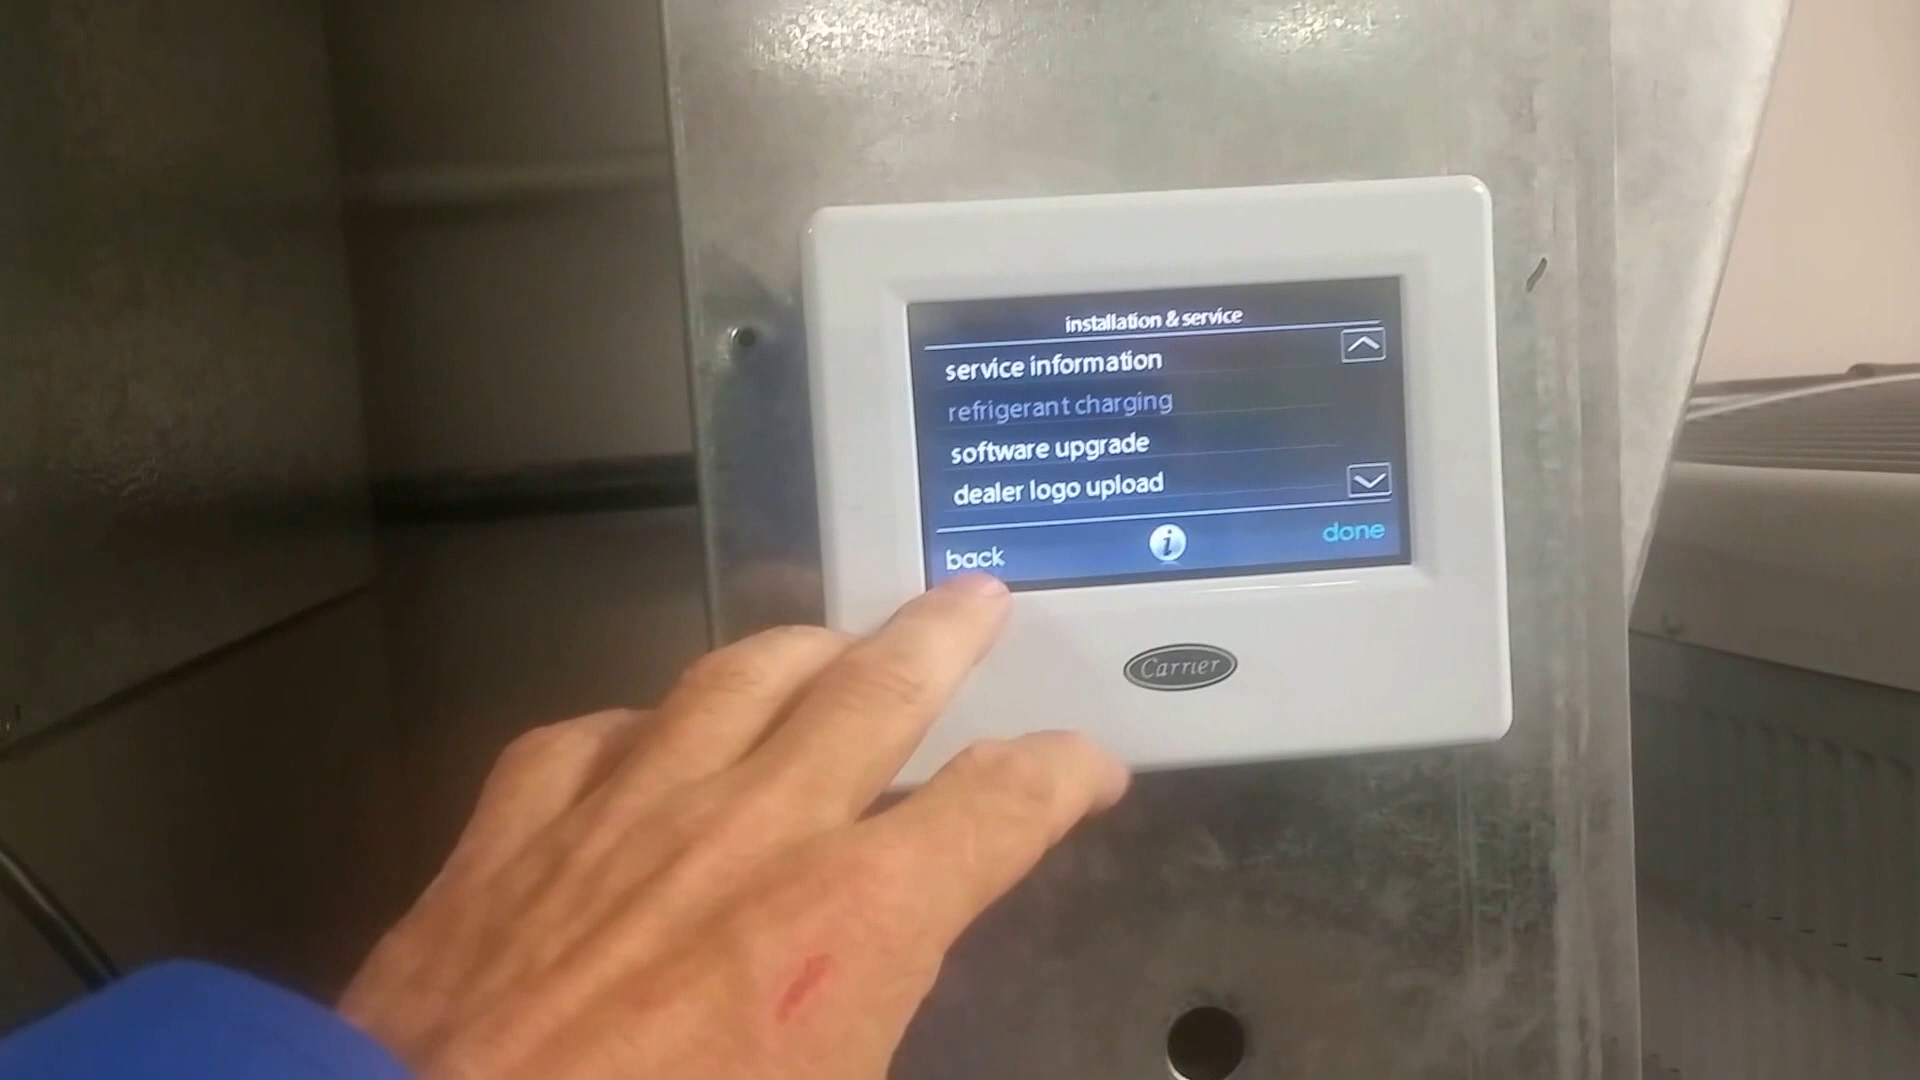 installation & service
service information
refrigerant charging
software upgrade
dealer logo upload
back
i
done
Carrier